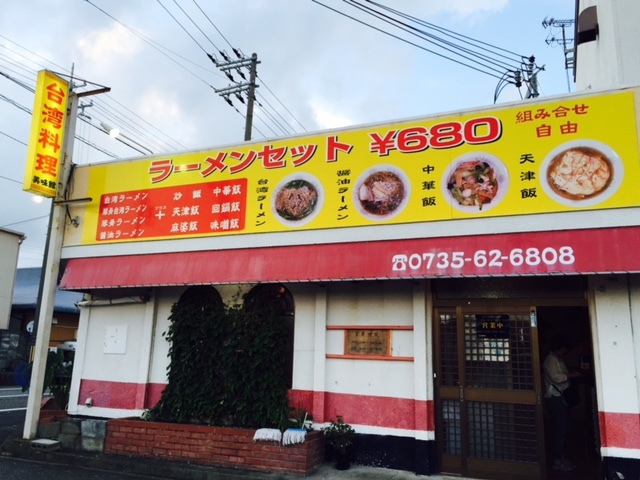 台湾料理
美味館
ラーメンセット ¥680
組み合せ
自由
台湾ラーメン
豚骨台湾ラーメン
豚骨ラーメン
醤油ラーメン
プラス
+
炒飯 中華飯
天津飯 回鍋飯
麻婆飯 味噌飯
台湾ラーメン
醤油ラーメン
中華飯
天津飯
☎0735-62-6808
営業中